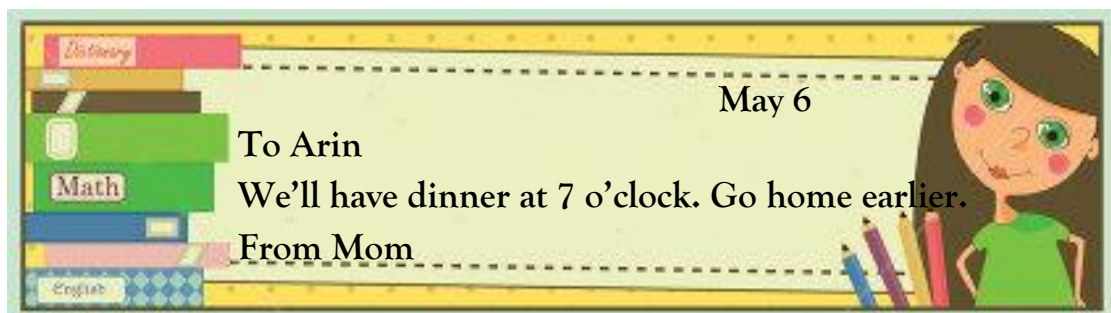 Dictionary
May 6
To Arin
Math
We'll have dinner at 7 o'clock. Go home earlier.
From Mom
English